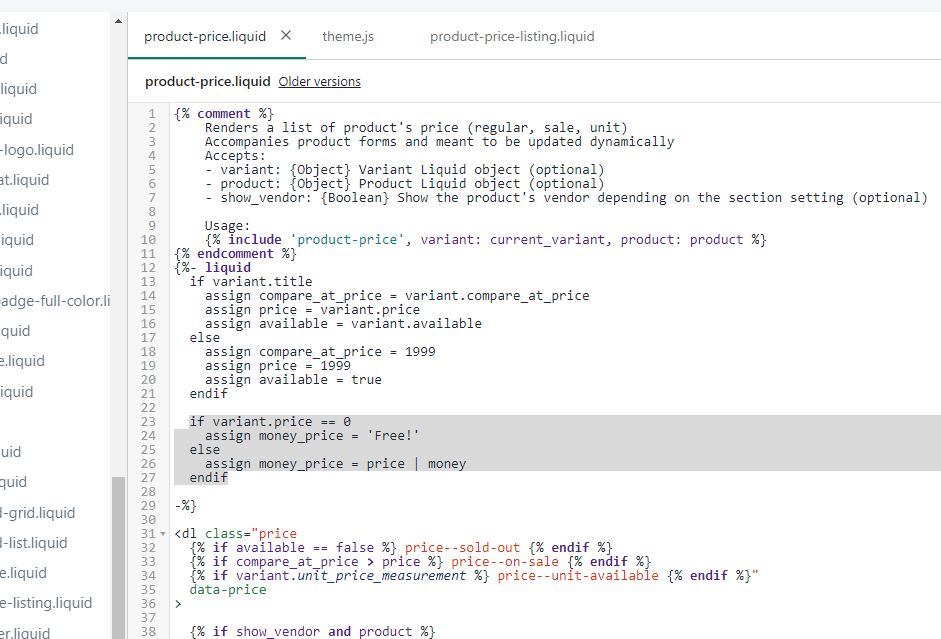 .liquid
d
liquid
iquid
-logo.liquid
at.liquid
.liquid
iquid
iquid
adge-full-color.li
quid
e.liquid
iquid
uid
quid
d-grid.liquid
d-list.liquid
e.liquid
e-listing.liquid
er.liquid
product-price.liquid × theme.js product-price-listing.liquid
product-price.liquid Older versions
1 {% comment %}
2     Renders a list of product's price (regular, sale, unit)
3     Accompanies product forms and meant to be updated dynamically
4     Accepts:
5     - variant: {Object} Variant Liquid object (optional)
6     - product: {Object} Product Liquid object (optional)
7     - show_vendor: {Boolean} Show the product's vendor depending on the section setting (optional)
8
9     Usage:
10     {% include 'product-price', variant: current_variant, product: product %}
11 {% endcomment %}
12 {%- liquid
13   if variant.title
14     assign compare_at_price = variant.compare_at_price
15     assign price = variant.price
16     assign available = variant.available
17   else
18     assign compare_at_price = 1999
19     assign price = 1999
20     assign available = true
21   endif
22
23   if variant.price == 0
24     assign money_price = 'Free!'
25   else
26     assign money_price = price | money
27   endif
28
29 -%}
30
31 <dl class="price
32   {% if available == false %} price--sold-out {% endif %}
33   {% if compare_at_price > price %} price--on-sale {% endif %}
34   {% if variant.unit_price_measurement %} price--unit-available {% endif %}"
35   data-price
36 >
37
38   {% if show_vendor and product %}